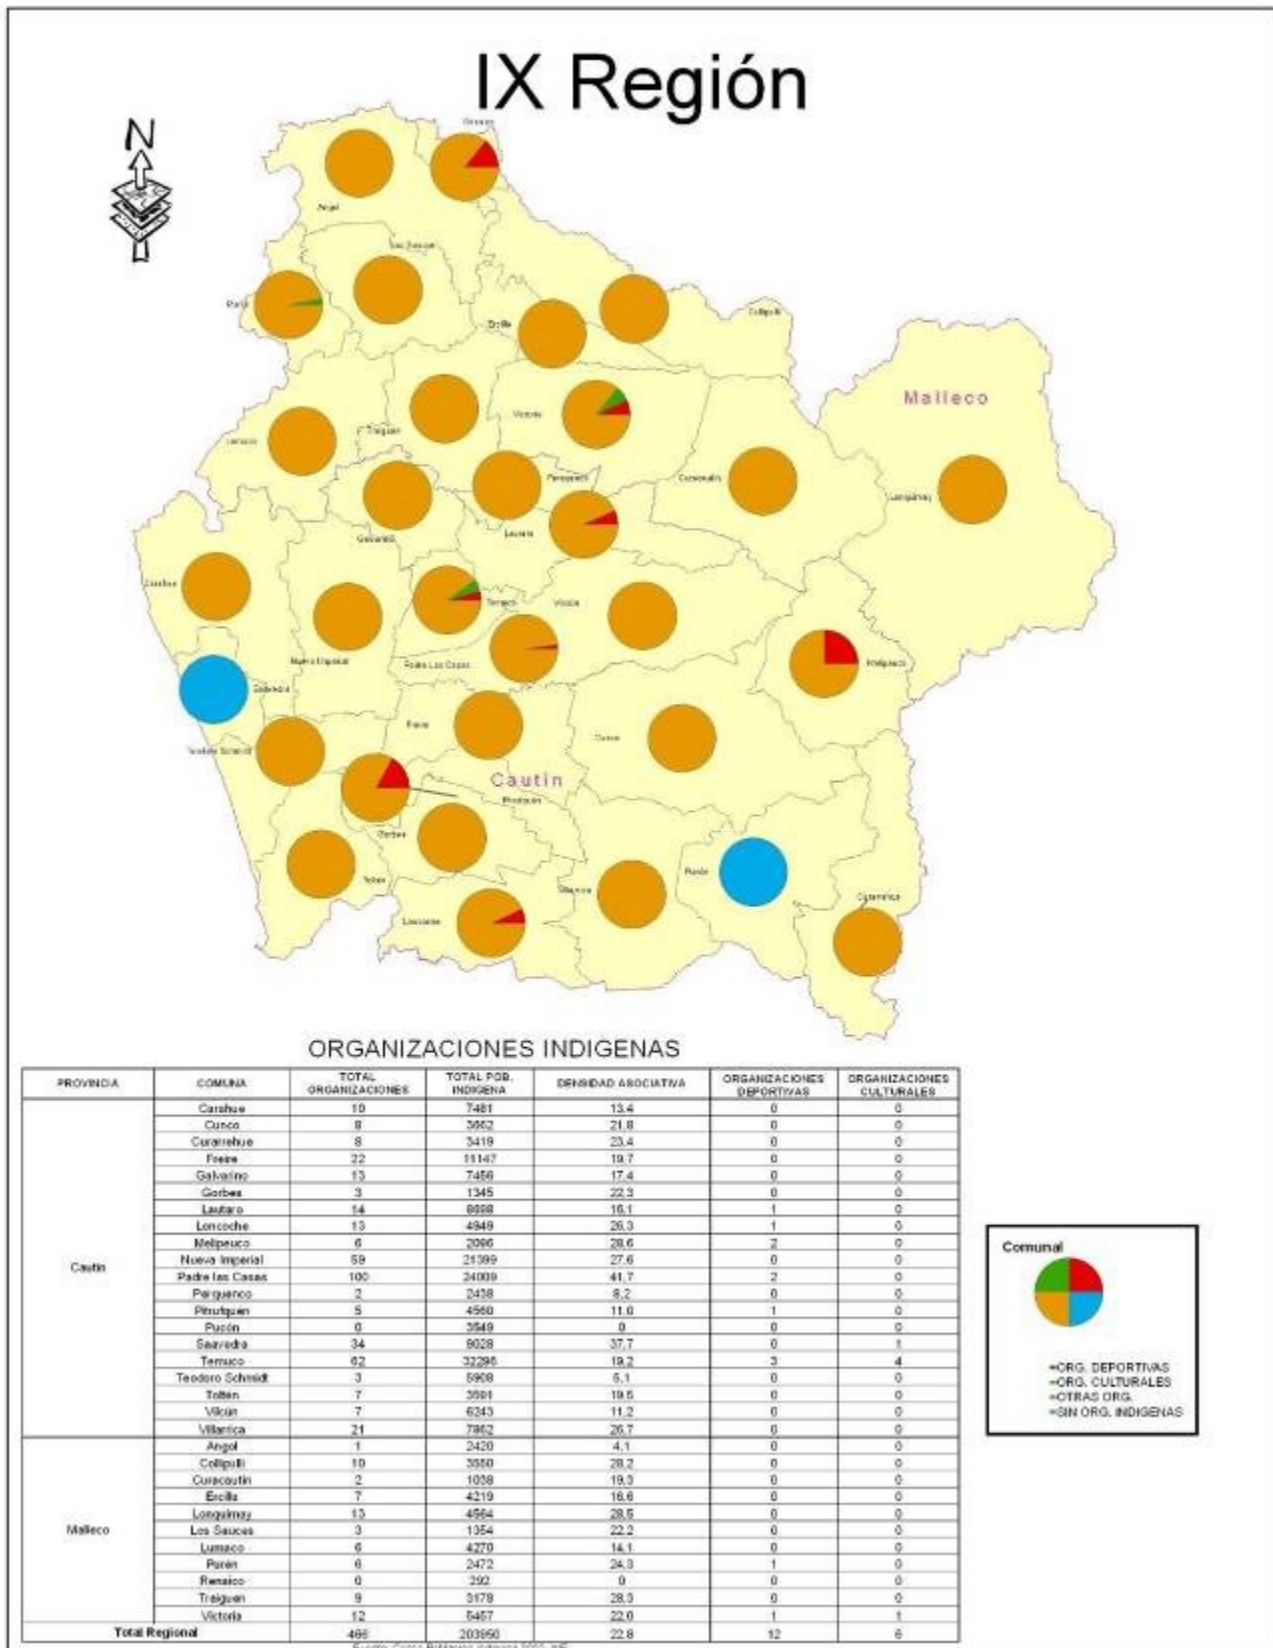 IX Región
N
Angol
Purén
Ercilla
Collipulli
Malleco
Victoria
Traiguen
Lumaco
Perquenco
Curacautín
Lonquimay
Galvarino
Lautaro
Carahue
Temuco
Vilcún
Nueva Imperial
Padre Las Casas
Melipeuco
Saavedra
Freire
Cunco
Teodoro Schmidt
Cautín
Pitrufquén
Gorbea
Toltén
Villarrica
Pucón
Curarrehue
Loncoche
ORGANIZACIONES INDIGENAS
PROVINCIA COMUNA TOTAL ORGANIZACIONES TOTAL POB. INDIGENA DENSIDAD ASOCIATIVA ORGANIZACIONES DEPORTIVAS ORGANIZACIONES CULTURALES
Cautín
Carahue 10 7481 13,4 0 0
Cunco 8 3662 21,8 0 0
Curarrehue 8 3419 23,4 0 0
Freire 22 11147 19,7 0 0
Galvarino 13 7456 17,4 0 0
Gorbea 3 1345 22,3 0 0
Lautaro 14 8698 16,1 1 0
Loncoche 13 4949 26,3 1 0
Melipeuco 6 2096 28,6 2 0
Nueva Imperial 59 21399 27,6 0 0
Padre las Casas 100 24009 41,7 2 0
Perquenco 2 2438 8,2 0 0
Pitrufquen 5 4560 11,0 1 0
Pucón 0 3549 0 0 0
Saavedra 34 9028 37,7 0 1
Temuco 62 32296 19,2 3 4
Teodoro Schmidt 3 5908 5,1 0 0
Tolten 7 3591 19,5 0 0
Vilcún 7 6243 11,2 0 0
Villarrica 21 7862 26,7 0 0
Malleco
Angol 1 2420 4,1 0 0
Collipulli 10 3550 28,2 0 0
Curacautín 2 1038 19,3 0 0
Ercilla 7 4219 16,6 0 0
Lonquimay 13 4564 28,5 0 0
Los Sauces 3 1354 22,2 0 0
Lumaco 6 4270 14,1 0 0
Purén 6 2472 24,3 1 0
Renaico 0 292 0 0 0
Traiguen 9 3178 28,3 0 0
Victoria 12 5457 22,0 1 1
Total Regional 466 203950 22,8 12 6
Comunal
ORG. DEPORTIVAS
ORG. CULTURALES
OTRAS ORG.
SIN ORG. INDIGENAS